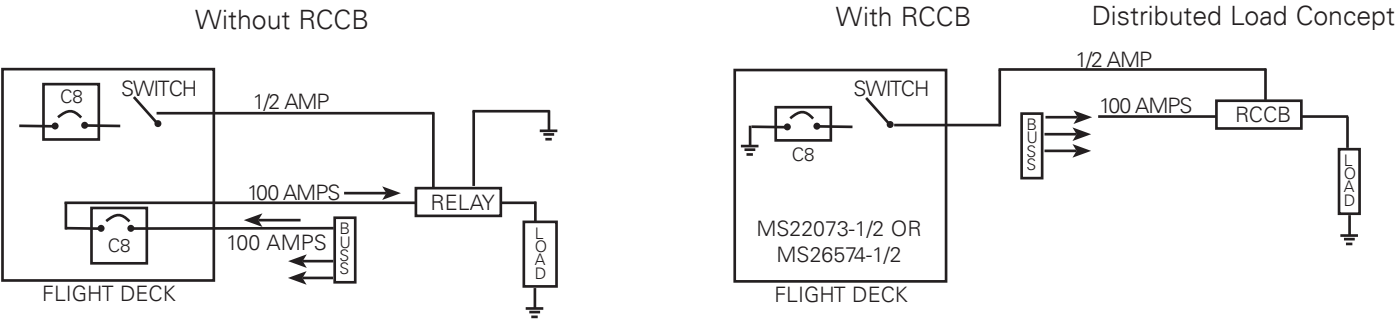 Without RCCB
C8
SWITCH
1/2 AMP
100 AMPS
RELAY
C8
100 AMPS
BUSS
LOAD
FLIGHT DECK
With RCCB
Distributed Load Concept
1/2 AMP
SWITCH
C8
BUSS
100 AMPS
RCCB
LOAD
MS22073-1/2 OR
MS26574-1/2
FLIGHT DECK